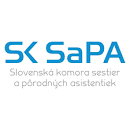 SK SaPA
Slovenská komora sestier
a pôrodných asistentiek